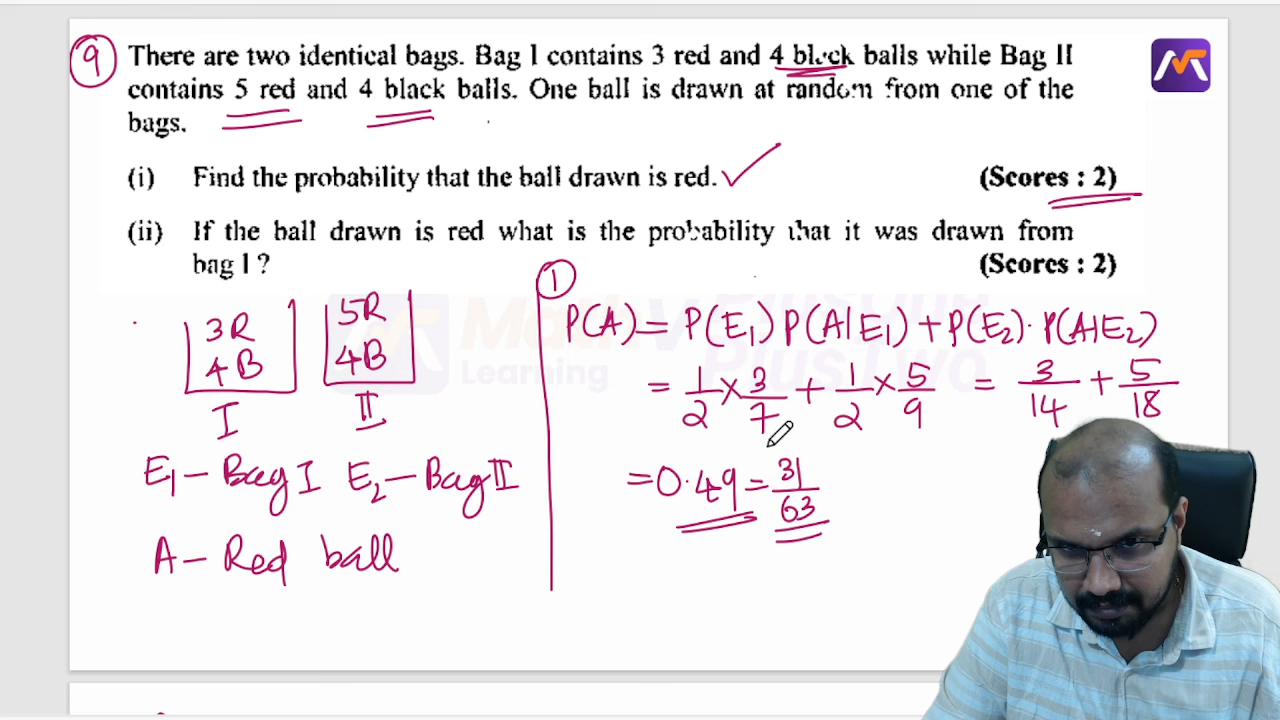 9 There are two identical bags. Bag I contains 3 red and 4 black balls while Bag II
contains 5 red and 4 black balls. One ball is drawn at random from one of the
bags.
(i) Find the probability that the ball drawn is red. (Scores : 2)
(ii) If the ball drawn is red what is the probability that it was drawn from
bag I ? (Scores : 2)
3R
4B
I
5R
4B
II
E₁ – Bag I E₂ – Bag II
A – Red ball
1
P(A) = P(E₁) P(A|E₁) + P(E₂) · P(A|E₂)
= 1/2 × 3/7 + 1/2 × 5/9 = 3/14 + 5/18
= 0.49 = 31/63
Learning